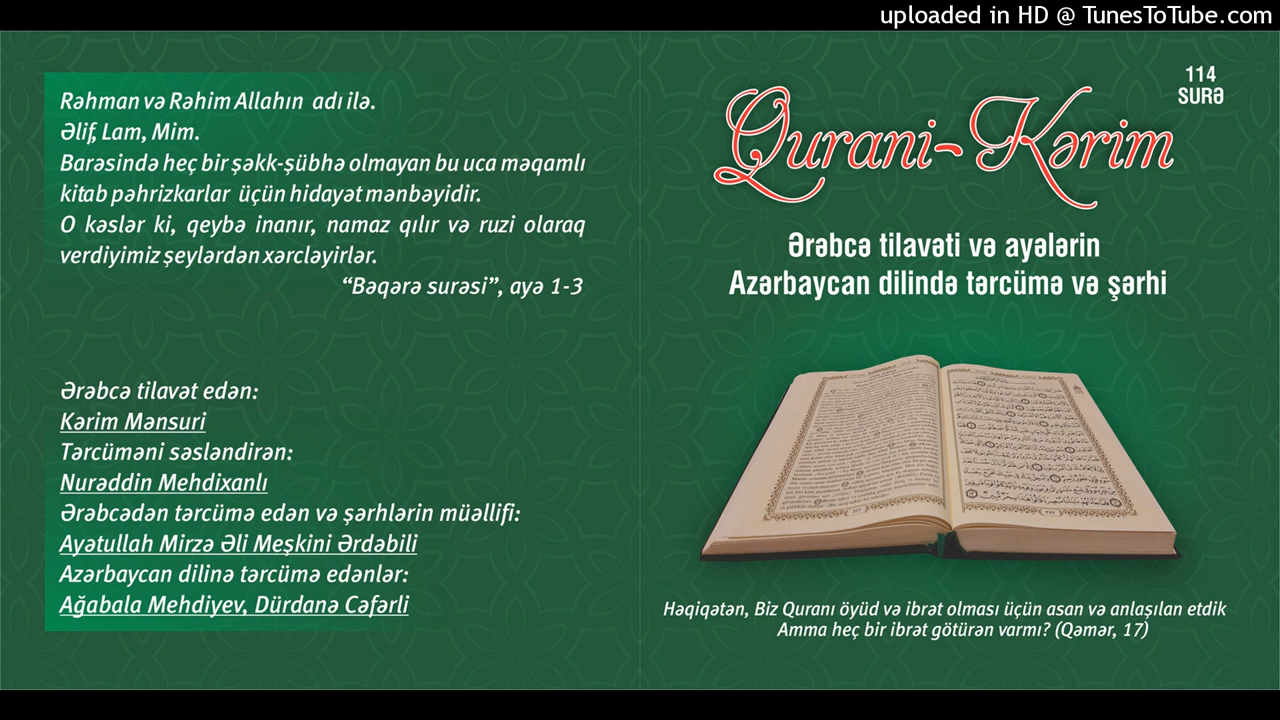 uploaded in HD @ TunesToTube.com
Rəhman və Rəhim Allahın adı ilə.
Əlif, Lam, Mim.
Barəsində heç bir şəkk-şübhə olmayan bu uca məqamlı
kitab pəhrizkarlar üçün hidayət mənbəyidir.
O kəslər ki, qeybə inanır, namaz qılır və ruzi olaraq
verdiyimiz şeylərdən xərcləyirlər.
“Bəqərə surəsi”, ayə 1-3
Ərəbcə tilavət edən:
Kərim Mənsuri
Tərcüməni səsləndirən:
Nurəddin Mehdixanlı
Ərəbcədən tərcümə edən və şərhlərin müəllifi:
Ayətullah Mirzə Əli Meşkini Ərdəbili
Azərbaycan dilinə tərcümə edənlər:
Ağabala Mehdiyev, Dürdanə Cəfərli
114
SURƏ
Qurani-Kərim
Ərəbcə tilavəti və ayələrin
Azərbaycan dilində tərcümə və şərhi
Həqiqətən, Biz Quranı öyüd və ibrət olması üçün asan və anlaşılan etdik
Amma heç bir ibrət götürən varmı? (Qəmər, 17)